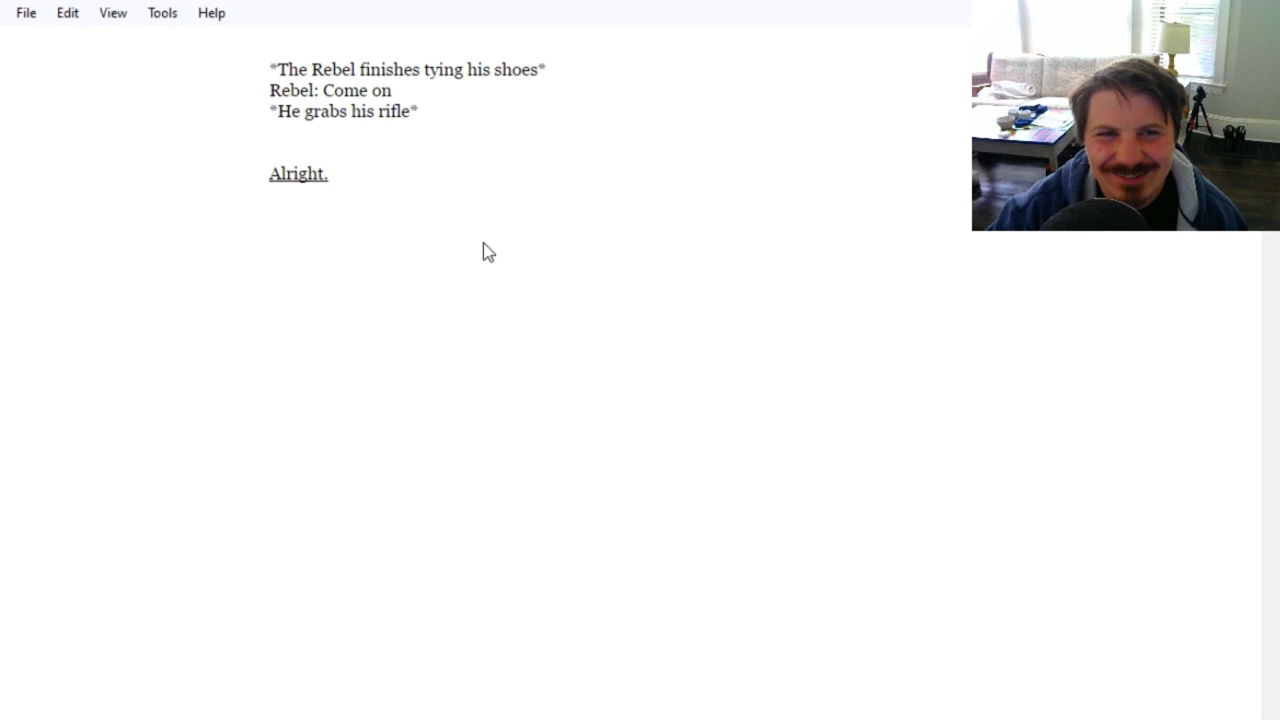 File Edit View Tools Help
*The Rebel finishes tying his shoes*
Rebel: Come on
*He grabs his rifle*
Alright.